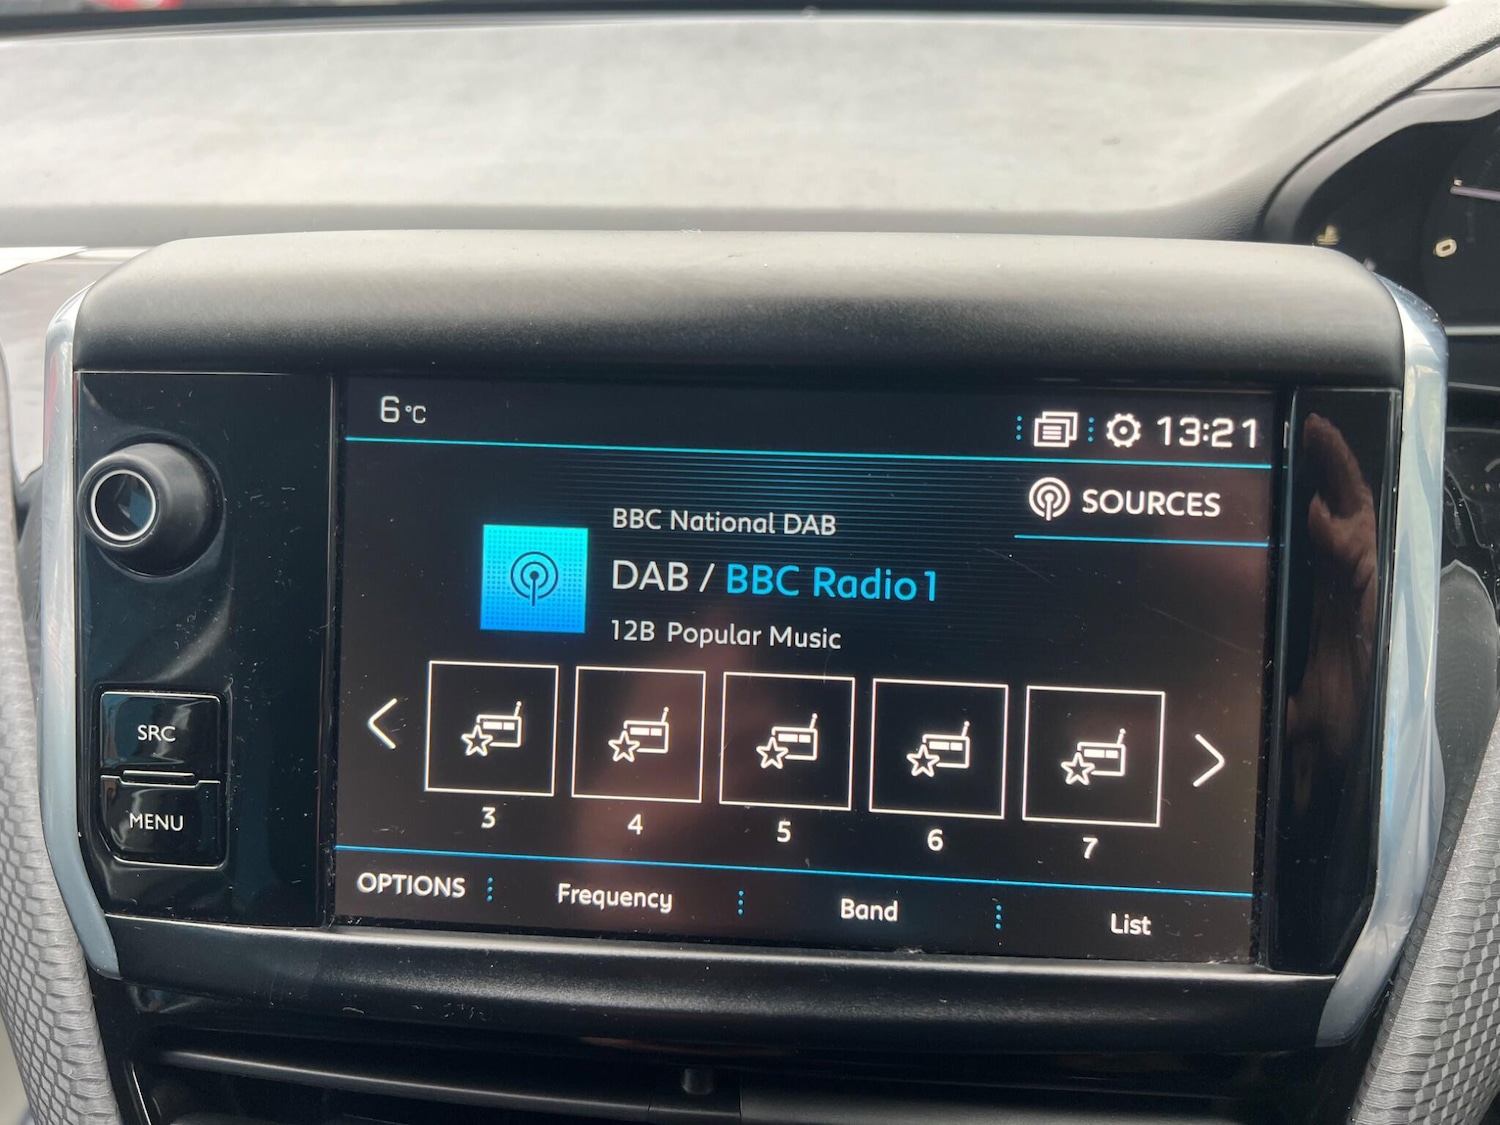 6°C
13:21
SOURCES
BBC National DAB
DAB / BBC Radio 1
12B Popular Music
SRC
MENU
3
4
5
6
7
OPTIONS
Frequency
Band
List
0